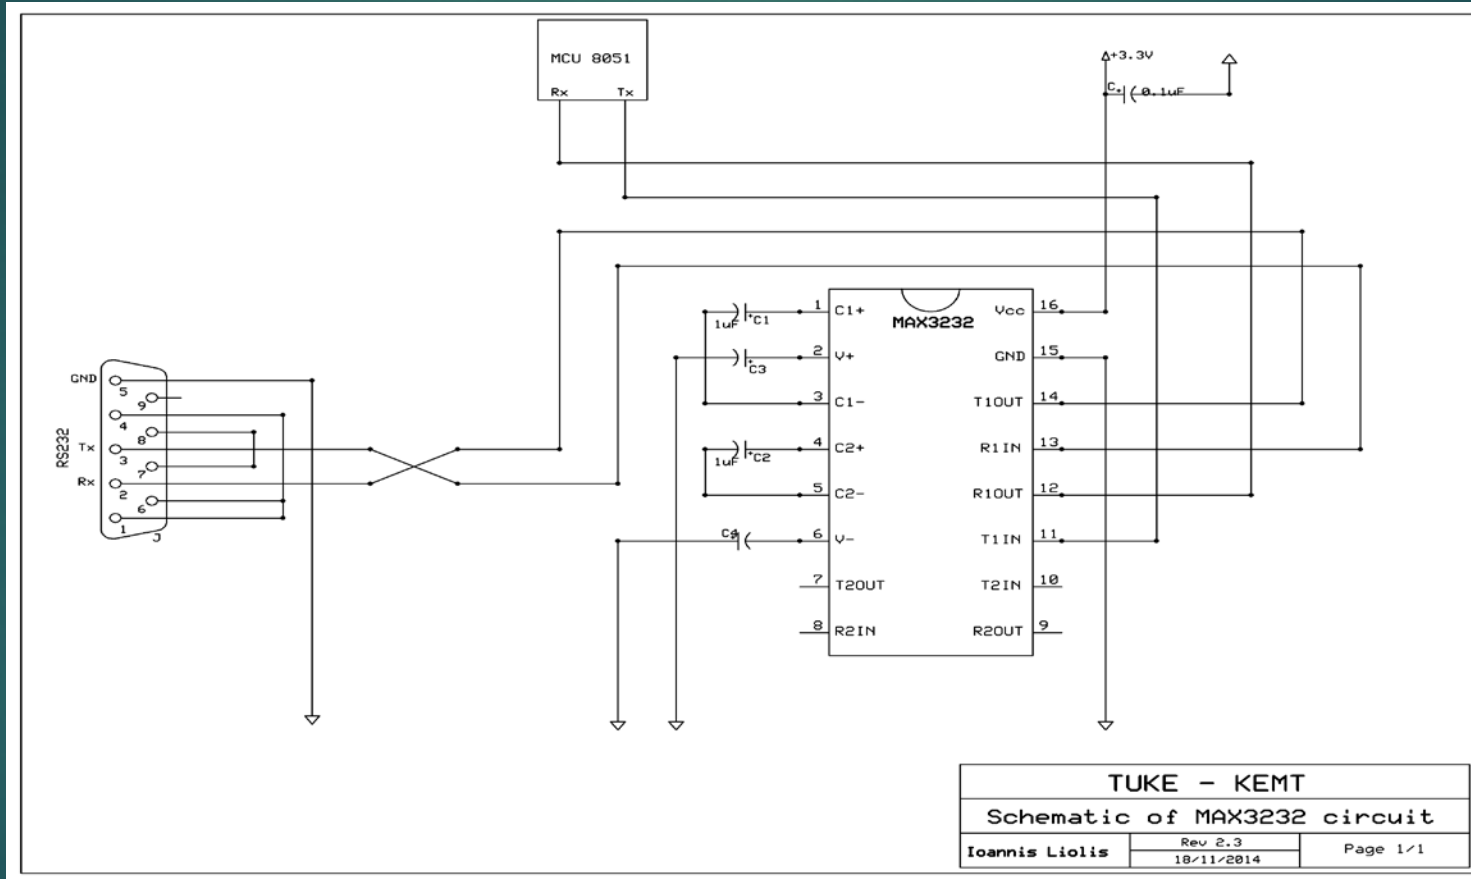 MCU 8051
Rx Tx
+3.3V
C+ 0.1uF
MAX3232
1 C1+
2 V+
3 C1-
4 C2+
5 C2-
6 V-
7 T2OUT
8 R2IN
Vcc 16
GND 15
T1OUT 14
R1IN 13
R1OUT 12
T1IN 11
T2IN 10
R2OUT 9
1uF +C1
+C3
1uF +C2
C4
RS232
GND 5
9
4
8
Tx 3
7
Rx 2
6
1
J
TUKE - KEMT
Schematic of MAX3232 circuit
Ioannis Liolis
Rev 2.3
18/11/2014
Page 1/1